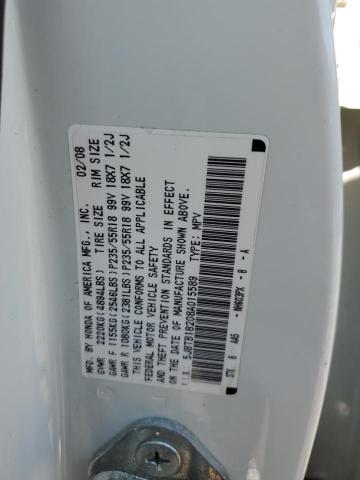 MFD. BY HONDA OF AMERICA MFG., INC. 02/08
GVWR 2220KG(4894LBS) TIRE SIZE RIM SIZE
GAWR F 1155KG(2546LBS)P235/55R18 99V 18X7 1/2J
GAWR R 1080KG(2381LBS)P235/55R18 99V 18X7 1/2J
THIS VEHICLE CONFORMS TO ALL APPLICABLE
FEDERAL MOTOR VEHICLE SAFETY
AND THEFT PREVENTION STANDARDS IN EFFECT
ON THE DATE OF MANUFACTURE SHOWN ABOVE.
V.I.N. 5J8TB18208A015589 TYPE: MPV
STK B AA5 - - B - A